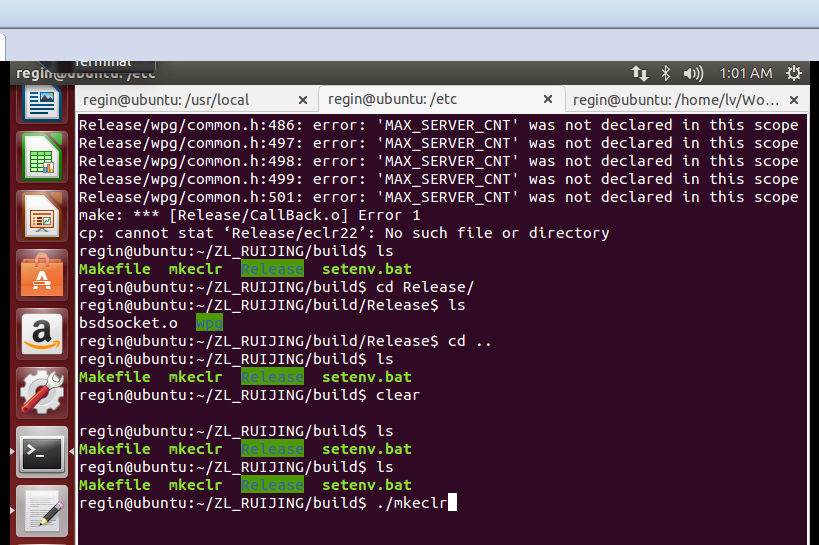 Terminal
regin@ubuntu: /etc
1:01 AM
regin@ubuntu: /usr/local
regin@ubuntu: /etc
regin@ubuntu: /home/lv/Wo...
Release/wpg/common.h:486: error: 'MAX_SERVER_CNT' was not declared in this scope
Release/wpg/common.h:497: error: 'MAX_SERVER_CNT' was not declared in this scope
Release/wpg/common.h:498: error: 'MAX_SERVER_CNT' was not declared in this scope
Release/wpg/common.h:499: error: 'MAX_SERVER_CNT' was not declared in this scope
Release/wpg/common.h:501: error: 'MAX_SERVER_CNT' was not declared in this scope
make: *** [Release/CallBack.o] Error 1
cp: cannot stat ‘Release/eclr22’: No such file or directory
regin@ubuntu:~/ZL_RUIJING/build$ ls
Makefile mkeclr Release setenv.bat
regin@ubuntu:~/ZL_RUIJING/build$ cd Release/
regin@ubuntu:~/ZL_RUIJING/build/Release$ ls
bsdsocket.o wpg
regin@ubuntu:~/ZL_RUIJING/build/Release$ cd ..
regin@ubuntu:~/ZL_RUIJING/build$ ls
Makefile mkeclr Release setenv.bat
regin@ubuntu:~/ZL_RUIJING/build$ clear
regin@ubuntu:~/ZL_RUIJING/build$ ls
Makefile mkeclr Release setenv.bat
regin@ubuntu:~/ZL_RUIJING/build$ ls
Makefile mkeclr Release setenv.bat
regin@ubuntu:~/ZL_RUIJING/build$ ./mkeclr